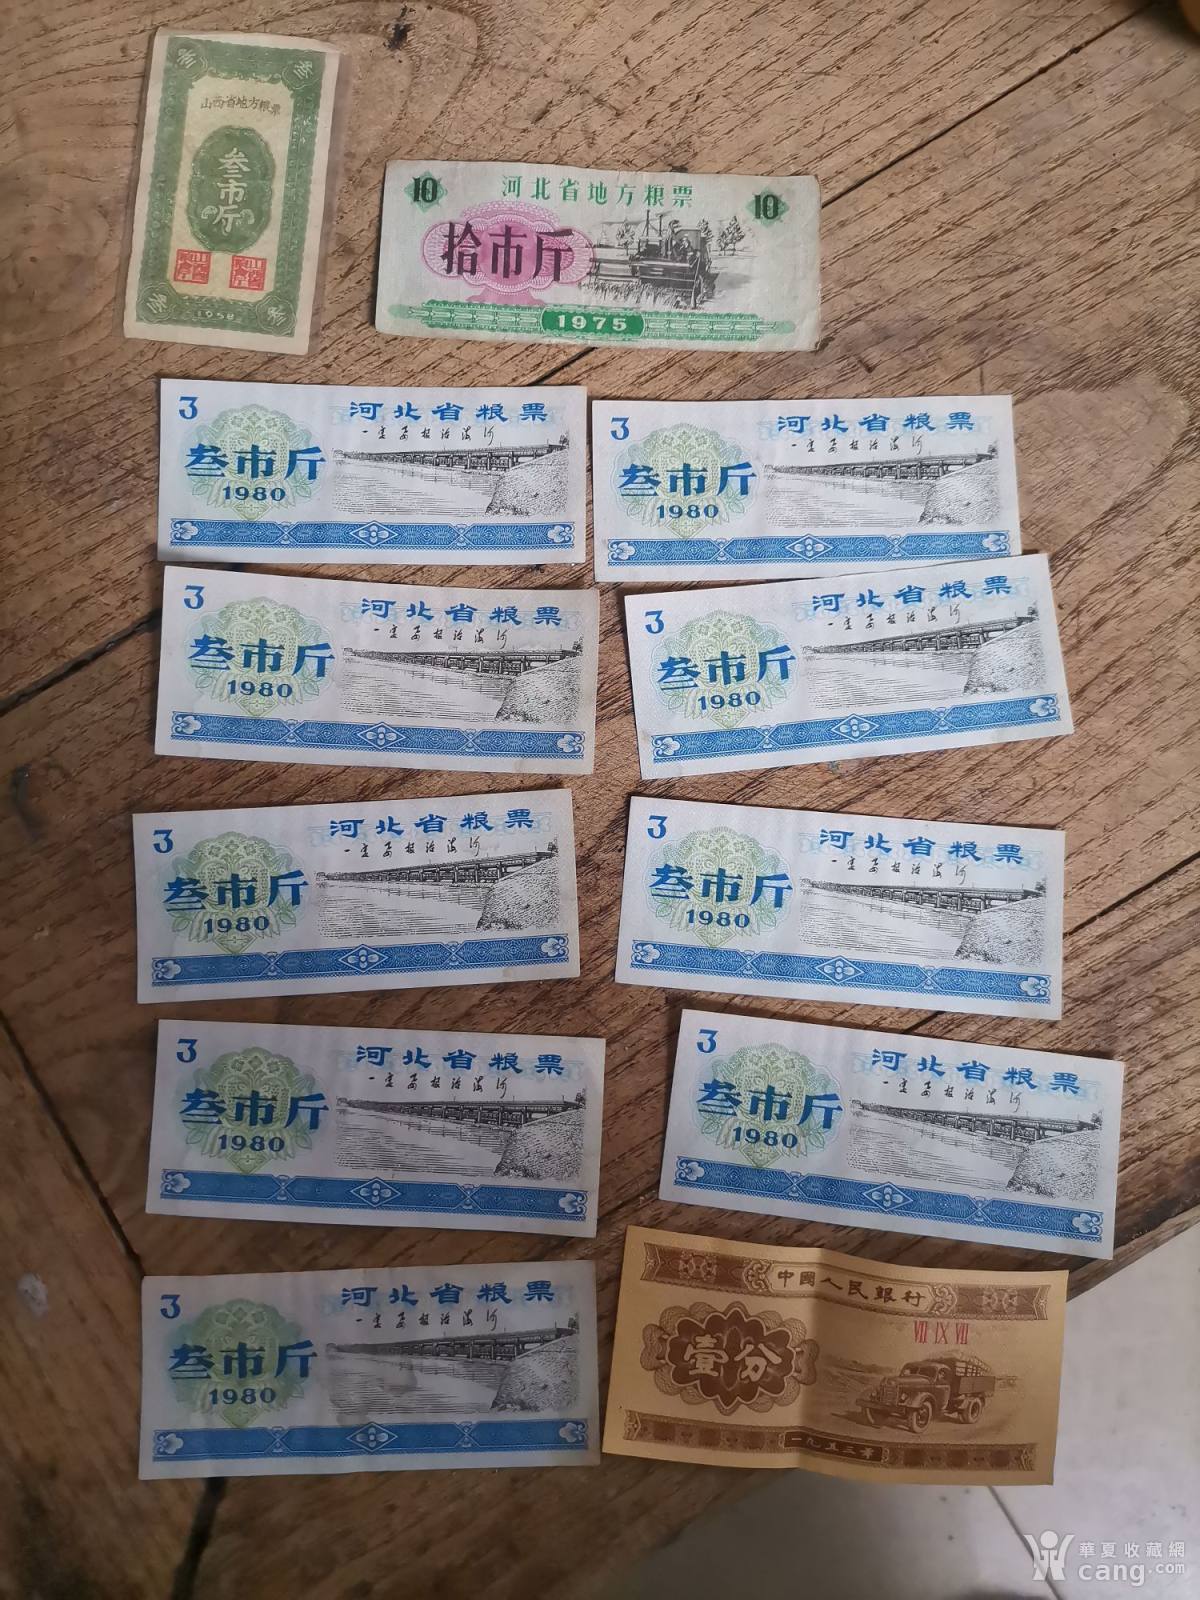 叁 叁
山西省地方粮票
叁市斤
叁 叁
1958
10 河北省地方粮票 10
拾市斤
1975
3 河北省粮票
一定要根治海河
叁市斤
1980
3 河北省粮票
一定要根治海河
叁市斤
1980
3 河北省粮票
一定要根治海河
叁市斤
1980
3 河北省粮票
一定要根治海河
叁市斤
1980
3 河北省粮票
一定要根治海河
叁市斤
1980
3 河北省粮票
一定要根治海河
叁市斤
1980
3 河北省粮票
一定要根治海河
叁市斤
1980
3 河北省粮票
一定要根治海河
叁市斤
1980
3 河北省粮票
一定要根治海河
叁市斤
1980
中國人民銀行
VII IX VII
壹分
一九五三年
華夏收藏網
cang.com